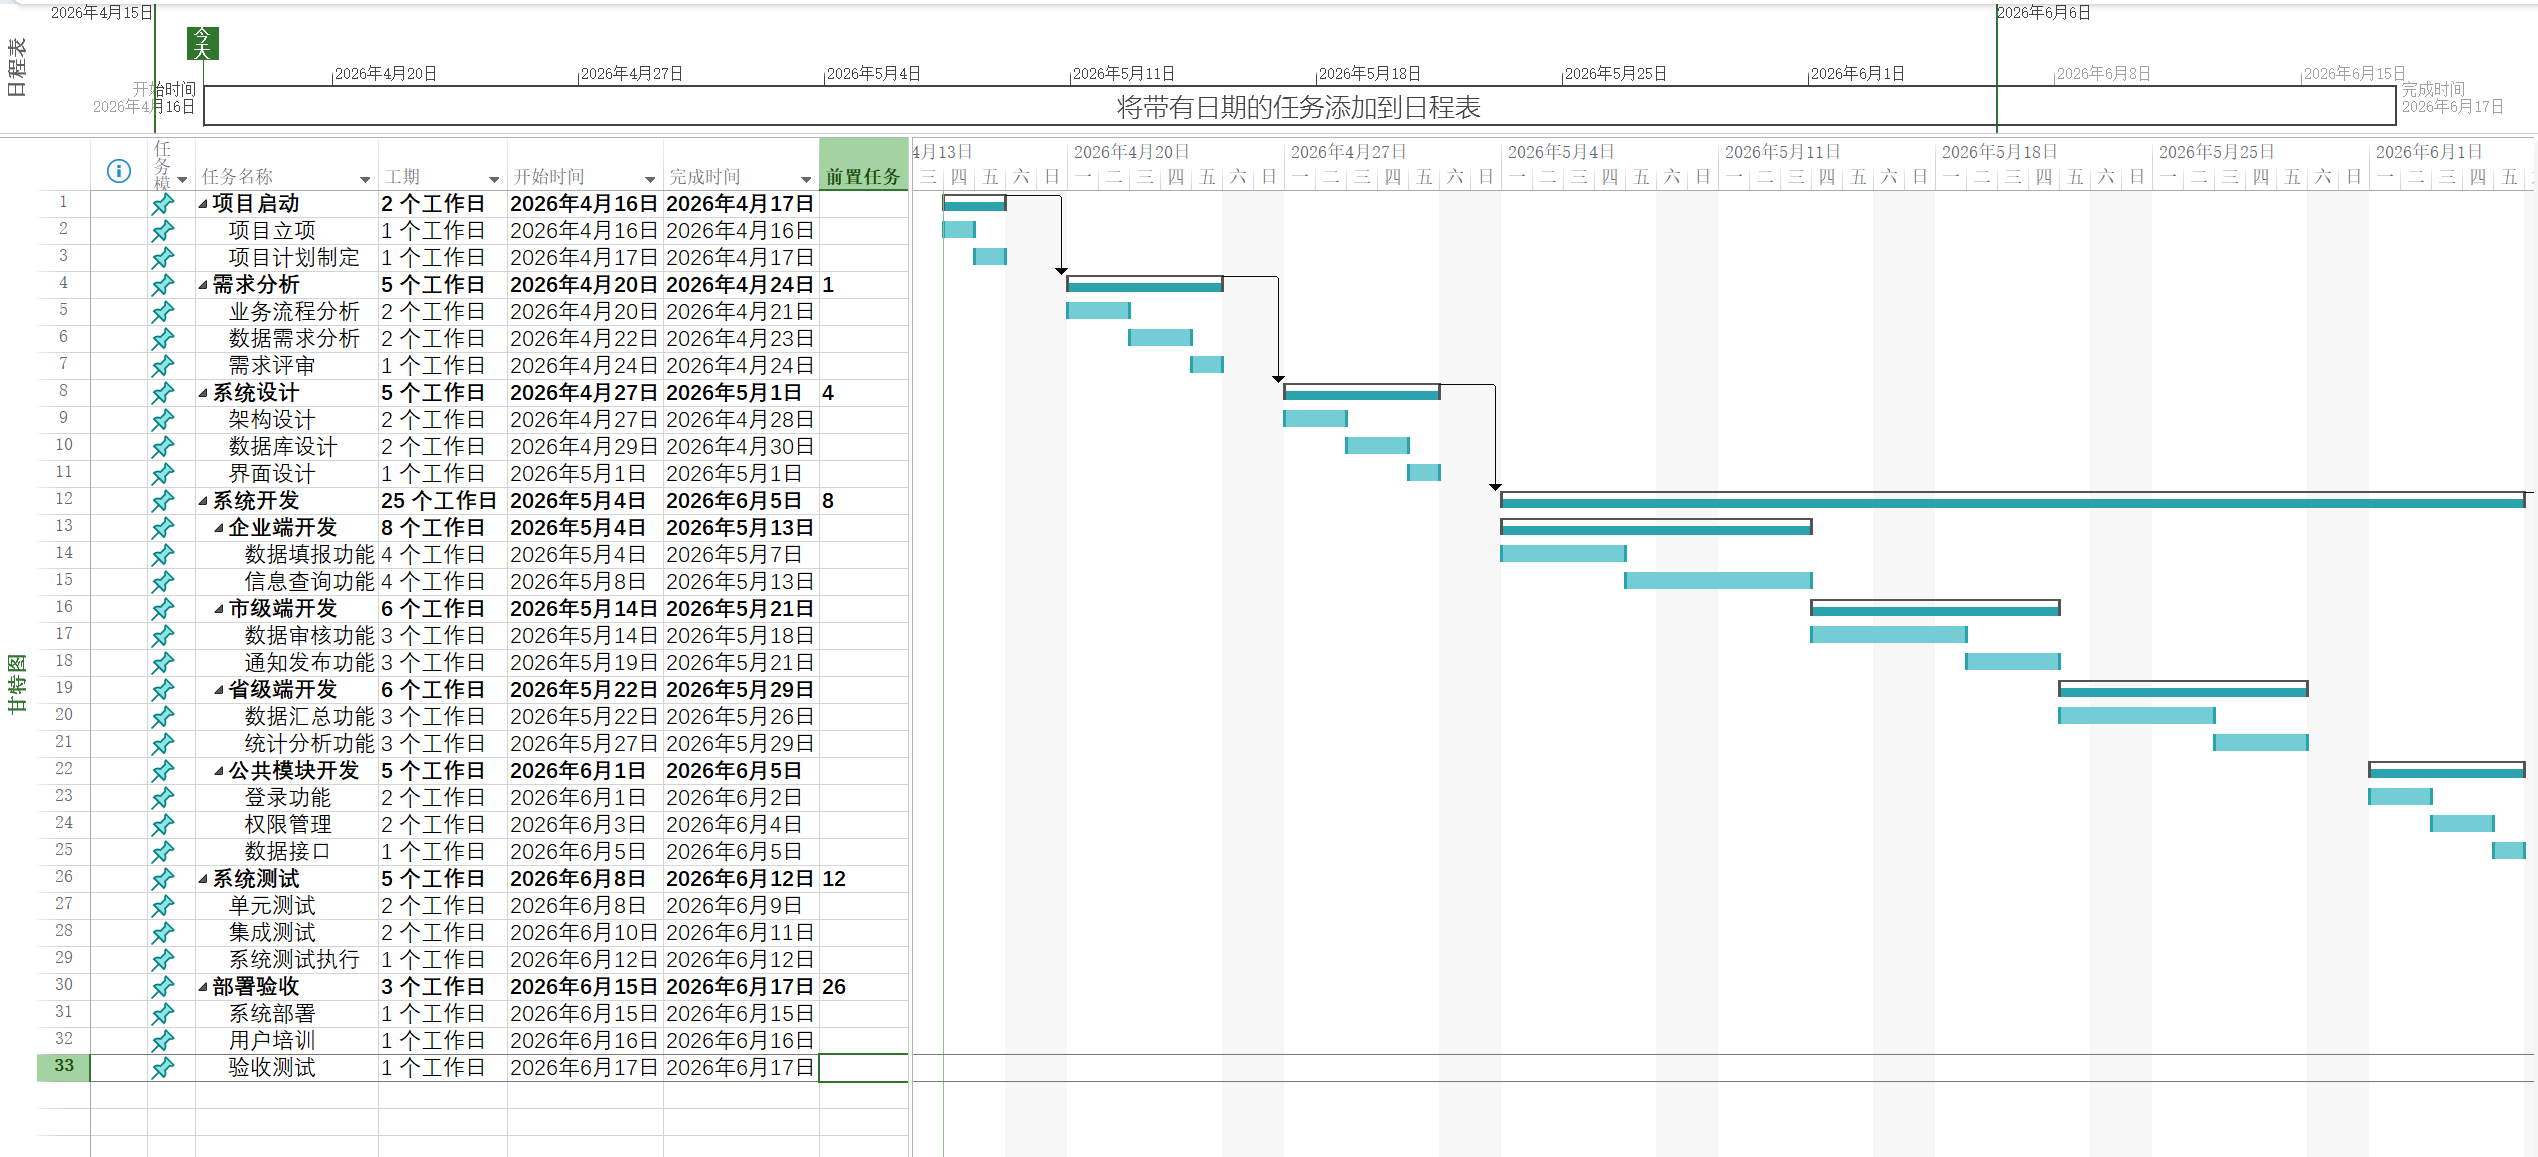 2026年4月15日
2026年6月6日
今天
日程表
2026年4月20日 2026年4月27日 2026年5月4日 2026年5月11日 2026年5月18日 2026年5月25日 2026年6月1日 2026年6月8日 2026年6月15日
开始时间
2026年4月16日
将带有日期的任务添加到日程表
完成时间
2026年6月17日
任务模 任务名称 工期 开始时间 完成时间 前置任务
4月13日 2026年4月20日 2026年4月27日 2026年5月4日 2026年5月11日 2026年5月18日 2026年5月25日 2026年6月1日
三 四 五 六 日 一 二 三 四 五 六 日 一 二 三 四 五 六 日 一 二 三 四 五 六 日 一 二 三 四 五 六 日 一 二 三 四 五 六 日 一 二 三 四 五 六 日 一 二 三 四 五
甘特图
1 项目启动 2 个工作日 2026年4月16日 2026年4月17日
2 项目立项 1 个工作日 2026年4月16日 2026年4月16日
3 项目计划制定 1 个工作日 2026年4月17日 2026年4月17日
4 需求分析 5 个工作日 2026年4月20日 2026年4月24日 1
5 业务流程分析 2 个工作日 2026年4月20日 2026年4月21日
6 数据需求分析 2 个工作日 2026年4月22日 2026年4月23日
7 需求评审 1 个工作日 2026年4月24日 2026年4月24日
8 系统设计 5 个工作日 2026年4月27日 2026年5月1日 4
9 架构设计 2 个工作日 2026年4月27日 2026年4月28日
10 数据库设计 2 个工作日 2026年4月29日 2026年4月30日
11 界面设计 1 个工作日 2026年5月1日 2026年5月1日
12 系统开发 25 个工作日 2026年5月4日 2026年6月5日 8
13 企业端开发 8 个工作日 2026年5月4日 2026年5月13日
14 数据填报功能 4 个工作日 2026年5月4日 2026年5月7日
15 信息查询功能 4 个工作日 2026年5月8日 2026年5月13日
16 市级端开发 6 个工作日 2026年5月14日 2026年5月21日
17 数据审核功能 3 个工作日 2026年5月14日 2026年5月18日
18 通知发布功能 3 个工作日 2026年5月19日 2026年5月21日
19 省级端开发 6 个工作日 2026年5月22日 2026年5月29日
20 数据汇总功能 3 个工作日 2026年5月22日 2026年5月26日
21 统计分析功能 3 个工作日 2026年5月27日 2026年5月29日
22 公共模块开发 5 个工作日 2026年6月1日 2026年6月5日
23 登录功能 2 个工作日 2026年6月1日 2026年6月2日
24 权限管理 2 个工作日 2026年6月3日 2026年6月4日
25 数据接口 1 个工作日 2026年6月5日 2026年6月5日
26 系统测试 5 个工作日 2026年6月8日 2026年6月12日 12
27 单元测试 2 个工作日 2026年6月8日 2026年6月9日
28 集成测试 2 个工作日 2026年6月10日 2026年6月11日
29 系统测试执行 1 个工作日 2026年6月12日 2026年6月12日
30 部署验收 3 个工作日 2026年6月15日 2026年6月17日 26
31 系统部署 1 个工作日 2026年6月15日 2026年6月15日
32 用户培训 1 个工作日 2026年6月16日 2026年6月16日
33 验收测试 1 个工作日 2026年6月17日 2026年6月17日